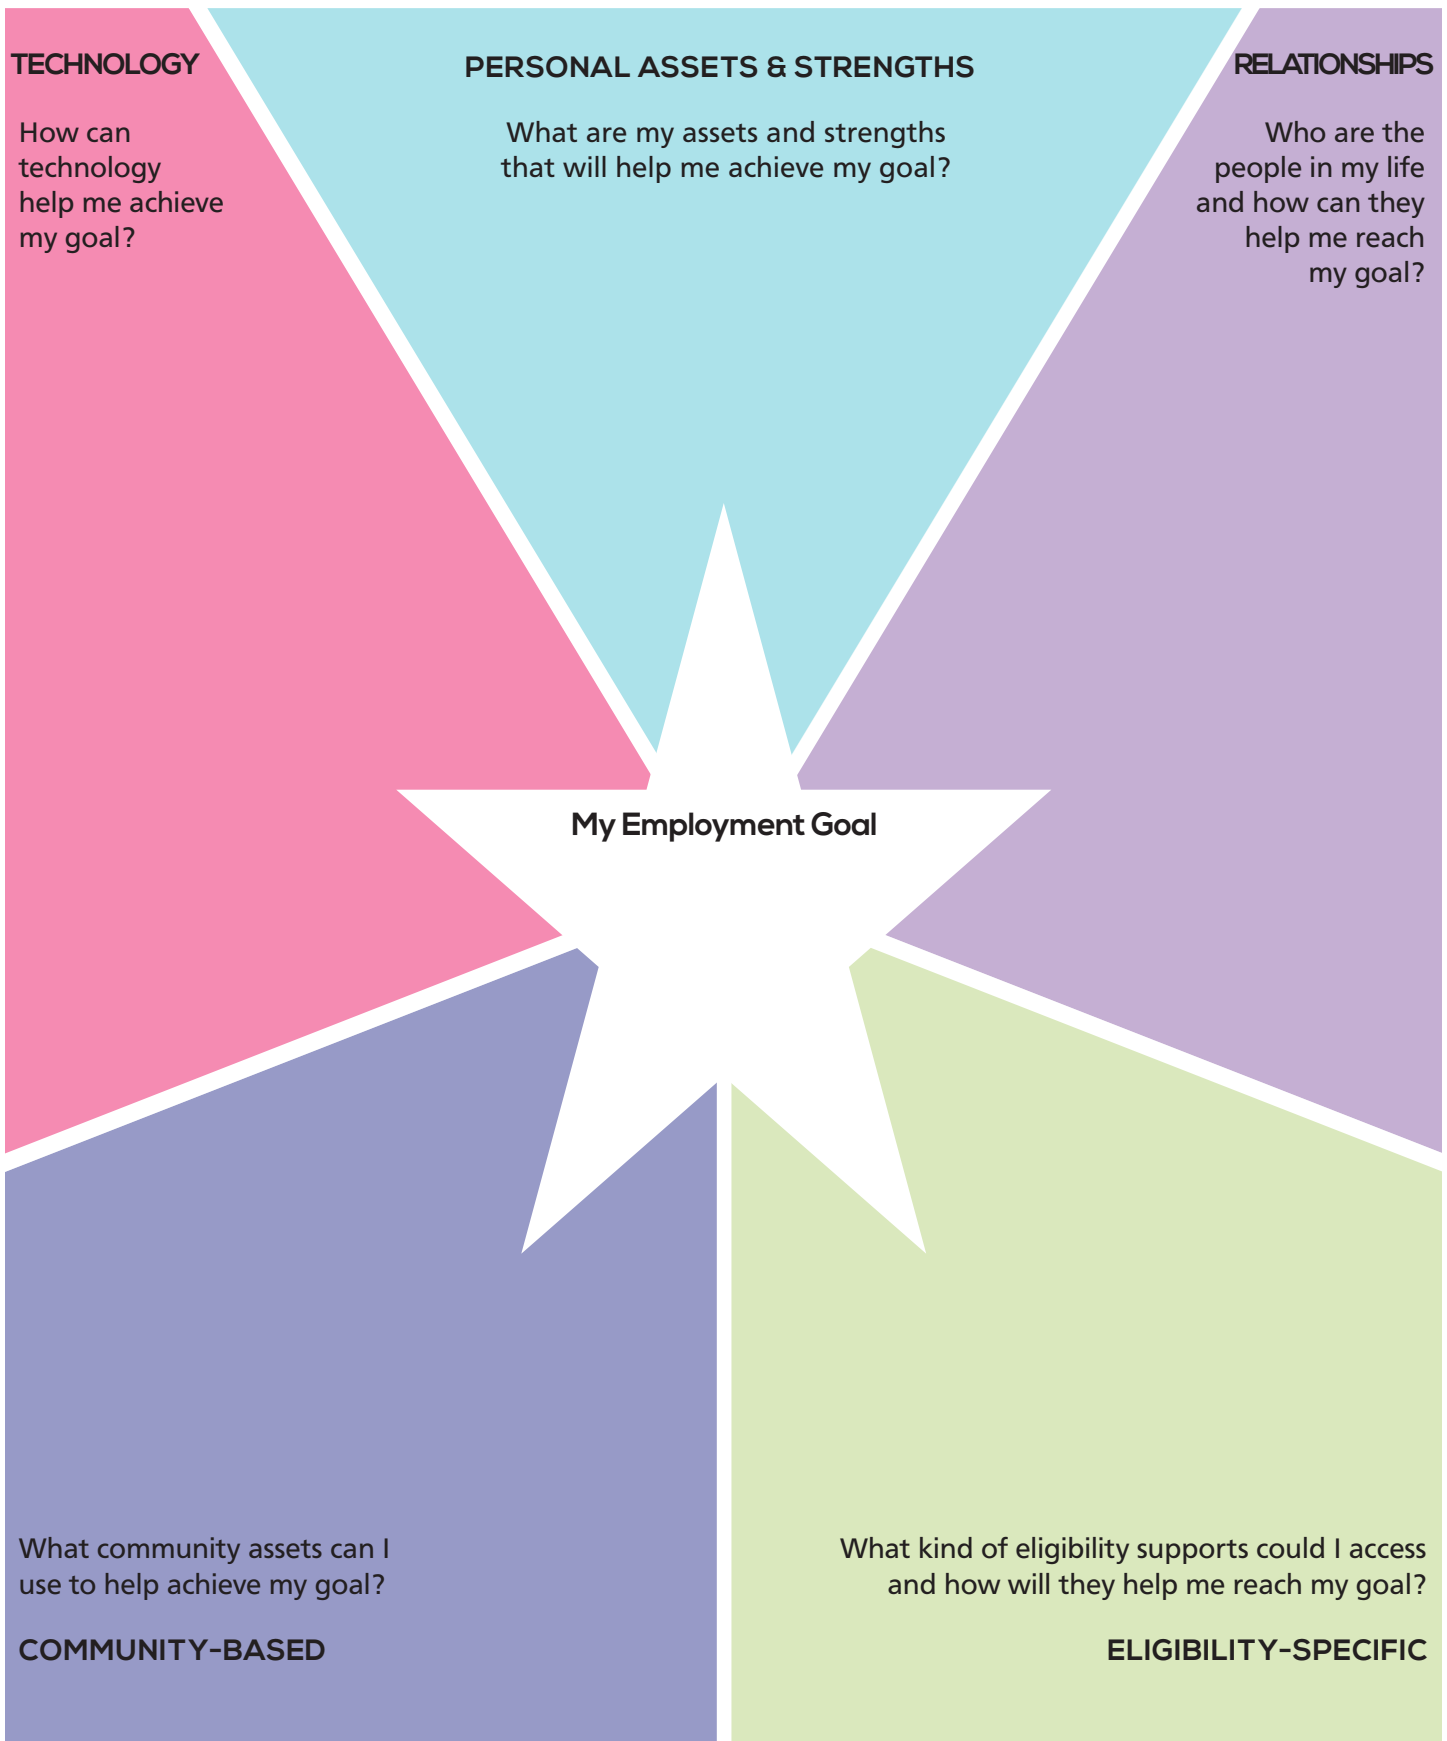 TECHNOLOGY
How can
technology
help me achieve
my goal?
PERSONAL ASSETS & STRENGTHS
What are my assets and strengths
that will help me achieve my goal?
RELATIONSHIPS
Who are the
people in my life
and how can they
help me reach
my goal?
My Employment Goal
What community assets can I
use to help achieve my goal?
COMMUNITY-BASED
What kind of eligibility supports could I access
and how will they help me reach my goal?
ELIGIBILITY-SPECIFIC